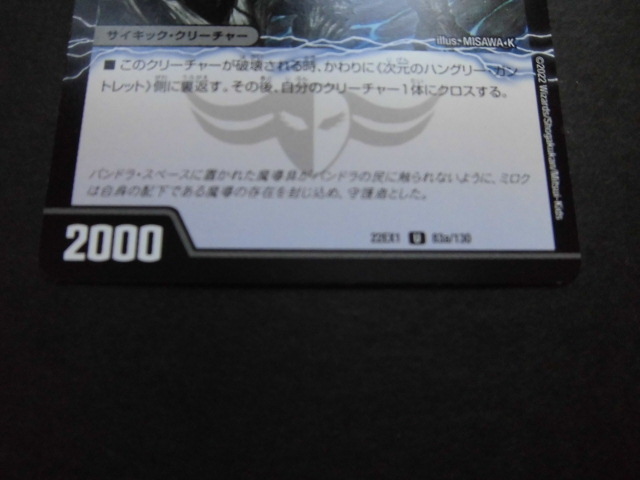 サイキック・クリーチャー
illus. MISAWA・K
■このクリーチャーが破壊される時、かわりに《次元のハングリー・ガン
トレット》側に裏返す。その後、自分のクリーチャー1体にクロスする。
パンドラ・スペースに置かれた魔導具がパンドラの民に触られないように、ミロク
は自身の配下である魔導の存在を封じ込め、守護者とした。
2000
22EX1 U 83a/130
©2022 Wizards/Shogakukan/Mitsui-Kids